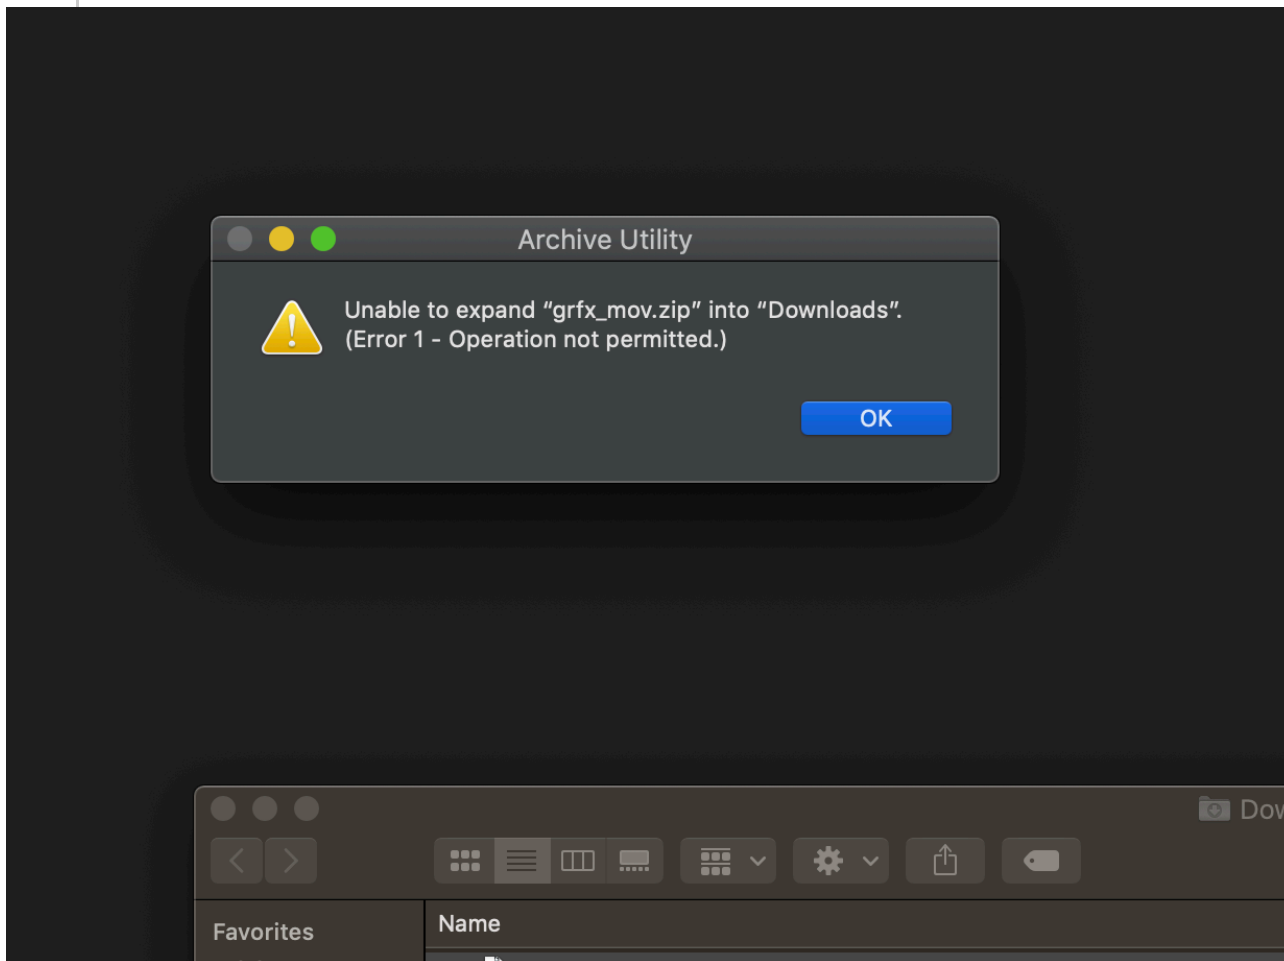 Archive Utility
Unable to expand “grfx_mov.zip” into “Downloads”.
(Error 1 - Operation not permitted.)
OK
Favorites
Name